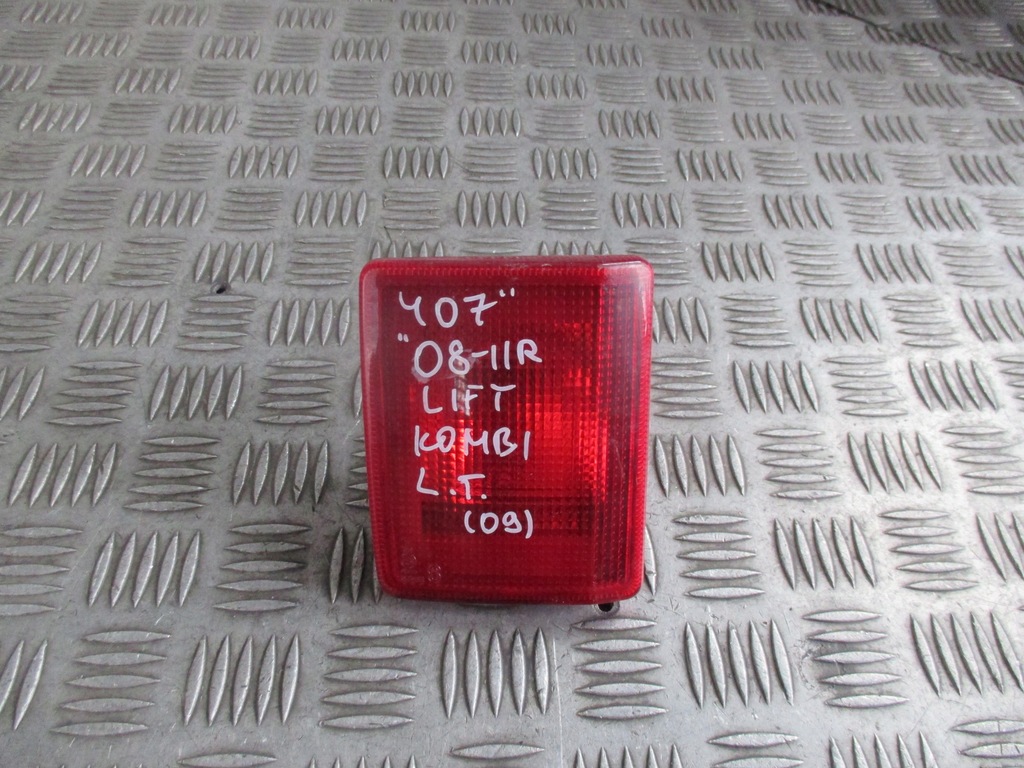 407"
"08-11R
LIFT
KOMBI
L.T.
(09)